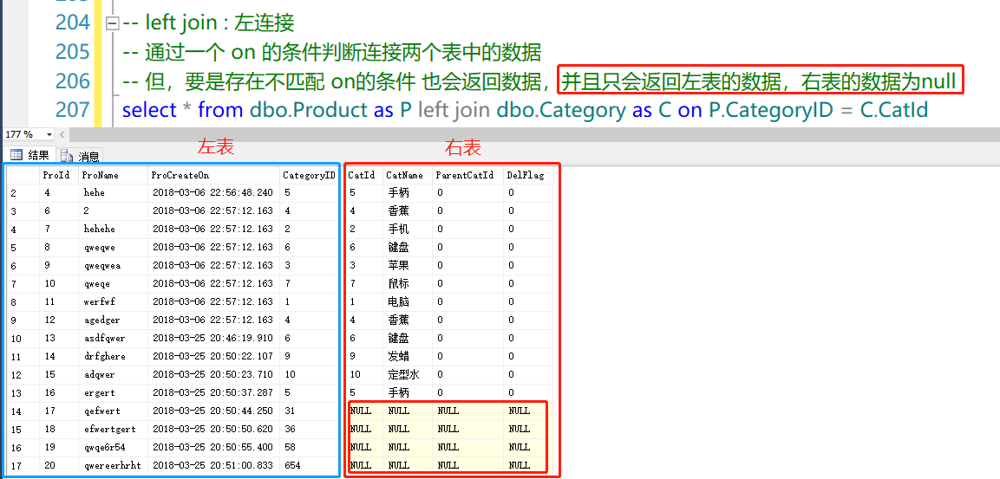 204 -- left join : 左连接
205 -- 通过一个 on 的条件判断连接两个表中的数据
206 -- 但，要是存在不匹配 on的条件 也会返回数据，并且只会返回左表的数据，右表的数据为null
207 select * from dbo.Product as P left join dbo.Category as C on P.CategoryID = C.CatId
177 %
左表 右表
结果 消息
ProId ProName ProCreateOn CategoryID CatId CatName ParentCatId DelFlag
2 4 hehe 2018-03-06 22:56:48.240 5 5 手柄 0 0
3 6 2 2018-03-06 22:57:12.163 4 4 香蕉 0 0
4 7 hehehe 2018-03-06 22:57:12.163 2 2 手机 0 0
5 8 qweqwe 2018-03-06 22:57:12.163 6 6 键盘 0 0
6 9 qweqwea 2018-03-06 22:57:12.163 3 3 苹果 0 0
7 10 qweqe 2018-03-06 22:57:12.163 7 7 鼠标 0 0
8 11 werfwf 2018-03-06 22:57:12.163 1 1 电脑 0 0
9 12 agedger 2018-03-06 22:57:12.163 4 4 香蕉 0 0
10 13 asdfqwer 2018-03-25 20:46:19.910 6 6 键盘 0 0
11 14 drfghere 2018-03-25 20:50:22.107 9 9 发蜡 0 0
12 15 adqwer 2018-03-25 20:50:23.710 10 10 定型水 0 0
13 16 ergert 2018-03-25 20:50:37.287 5 5 手柄 0 0
14 17 qefwert 2018-03-25 20:50:44.250 31 NULL NULL NULL NULL
15 18 efwertgert 2018-03-25 20:50:50.620 36 NULL NULL NULL NULL
16 19 qwqe6r54 2018-03-25 20:50:55.400 58 NULL NULL NULL NULL
17 20 qwereerhrht 2018-03-25 20:51:00.833 654 NULL NULL NULL NULL